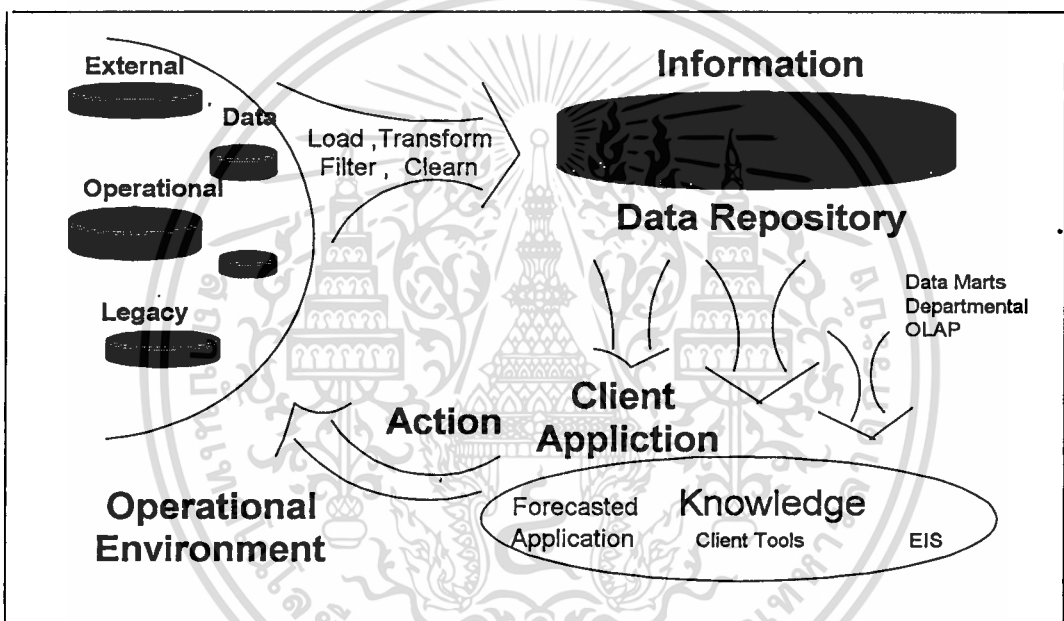 External
Data
Operational
Legacy
Load ,Transform
Filter , Clearn
Information
Data Repository
Data Marts
Departmental
OLAP
Client
Appliction
Action
Operational
Environment
Forecasted
Application
Knowledge
Client Tools
EIS